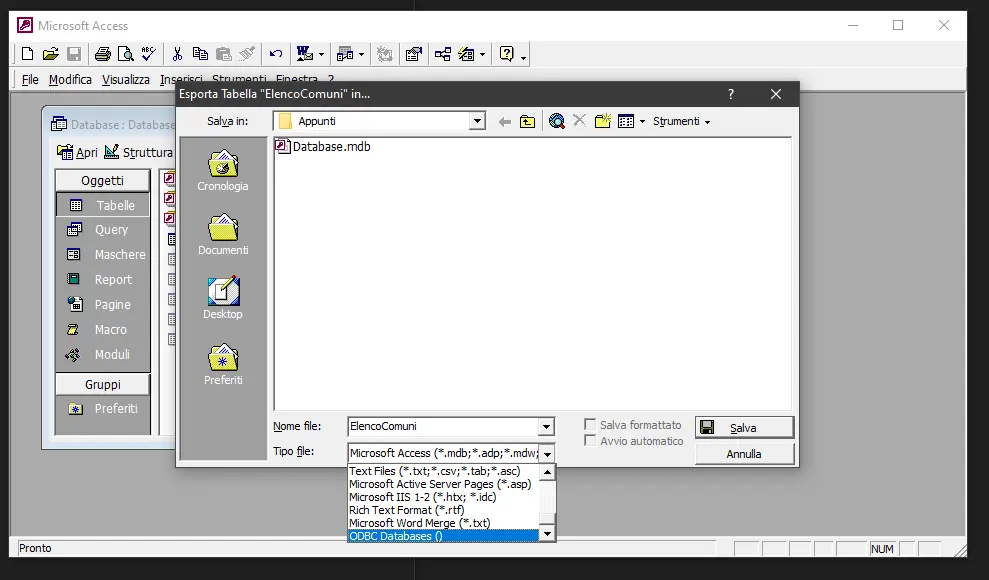 Microsoft Access
File Modifica Visualizza Inserisci Strumenti Finestra ?
Esporta Tabella "ElencoComuni" in...
?
Database : Database
Salva in:
Appunti
Strumenti
Apri
Struttura
Database.mdb
Oggetti
Tabelle
Query
Maschere
Report
Pagine
Macro
Moduli
Gruppi
Preferiti
Cronologia
Documenti
Desktop
Preferiti
Nome file:
ElencoComuni
Salva formattato
Salva
Avvio automatico
Tipo file:
Microsoft Access (*.mdb;*.adp;*.mdw;
Annulla
Text Files (*.txt;*.csv;*.tab;*.asc)
Microsoft Active Server Pages (*.asp)
Microsoft IIS 1-2 (*.htx; *.idc)
Rich Text Format (*.rtf)
Microsoft Word Merge (*.txt)
ODBC Databases ()
Pronto
NUM